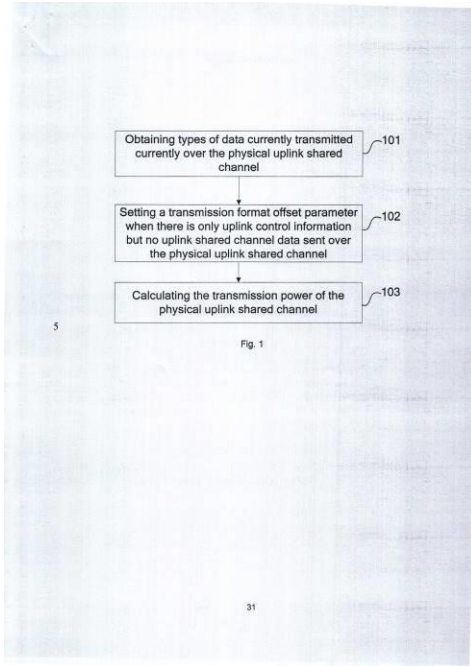 Obtaining types of data currently transmitted
currently over the physical uplink shared
channel
101
Setting a transmission format offset parameter
when there is only uplink control information
but no uplink shared channel data sent over
the physical uplink shared channel
102
Calculating the transmission power of the
physical uplink shared channel
103
5
Fig. 1
31